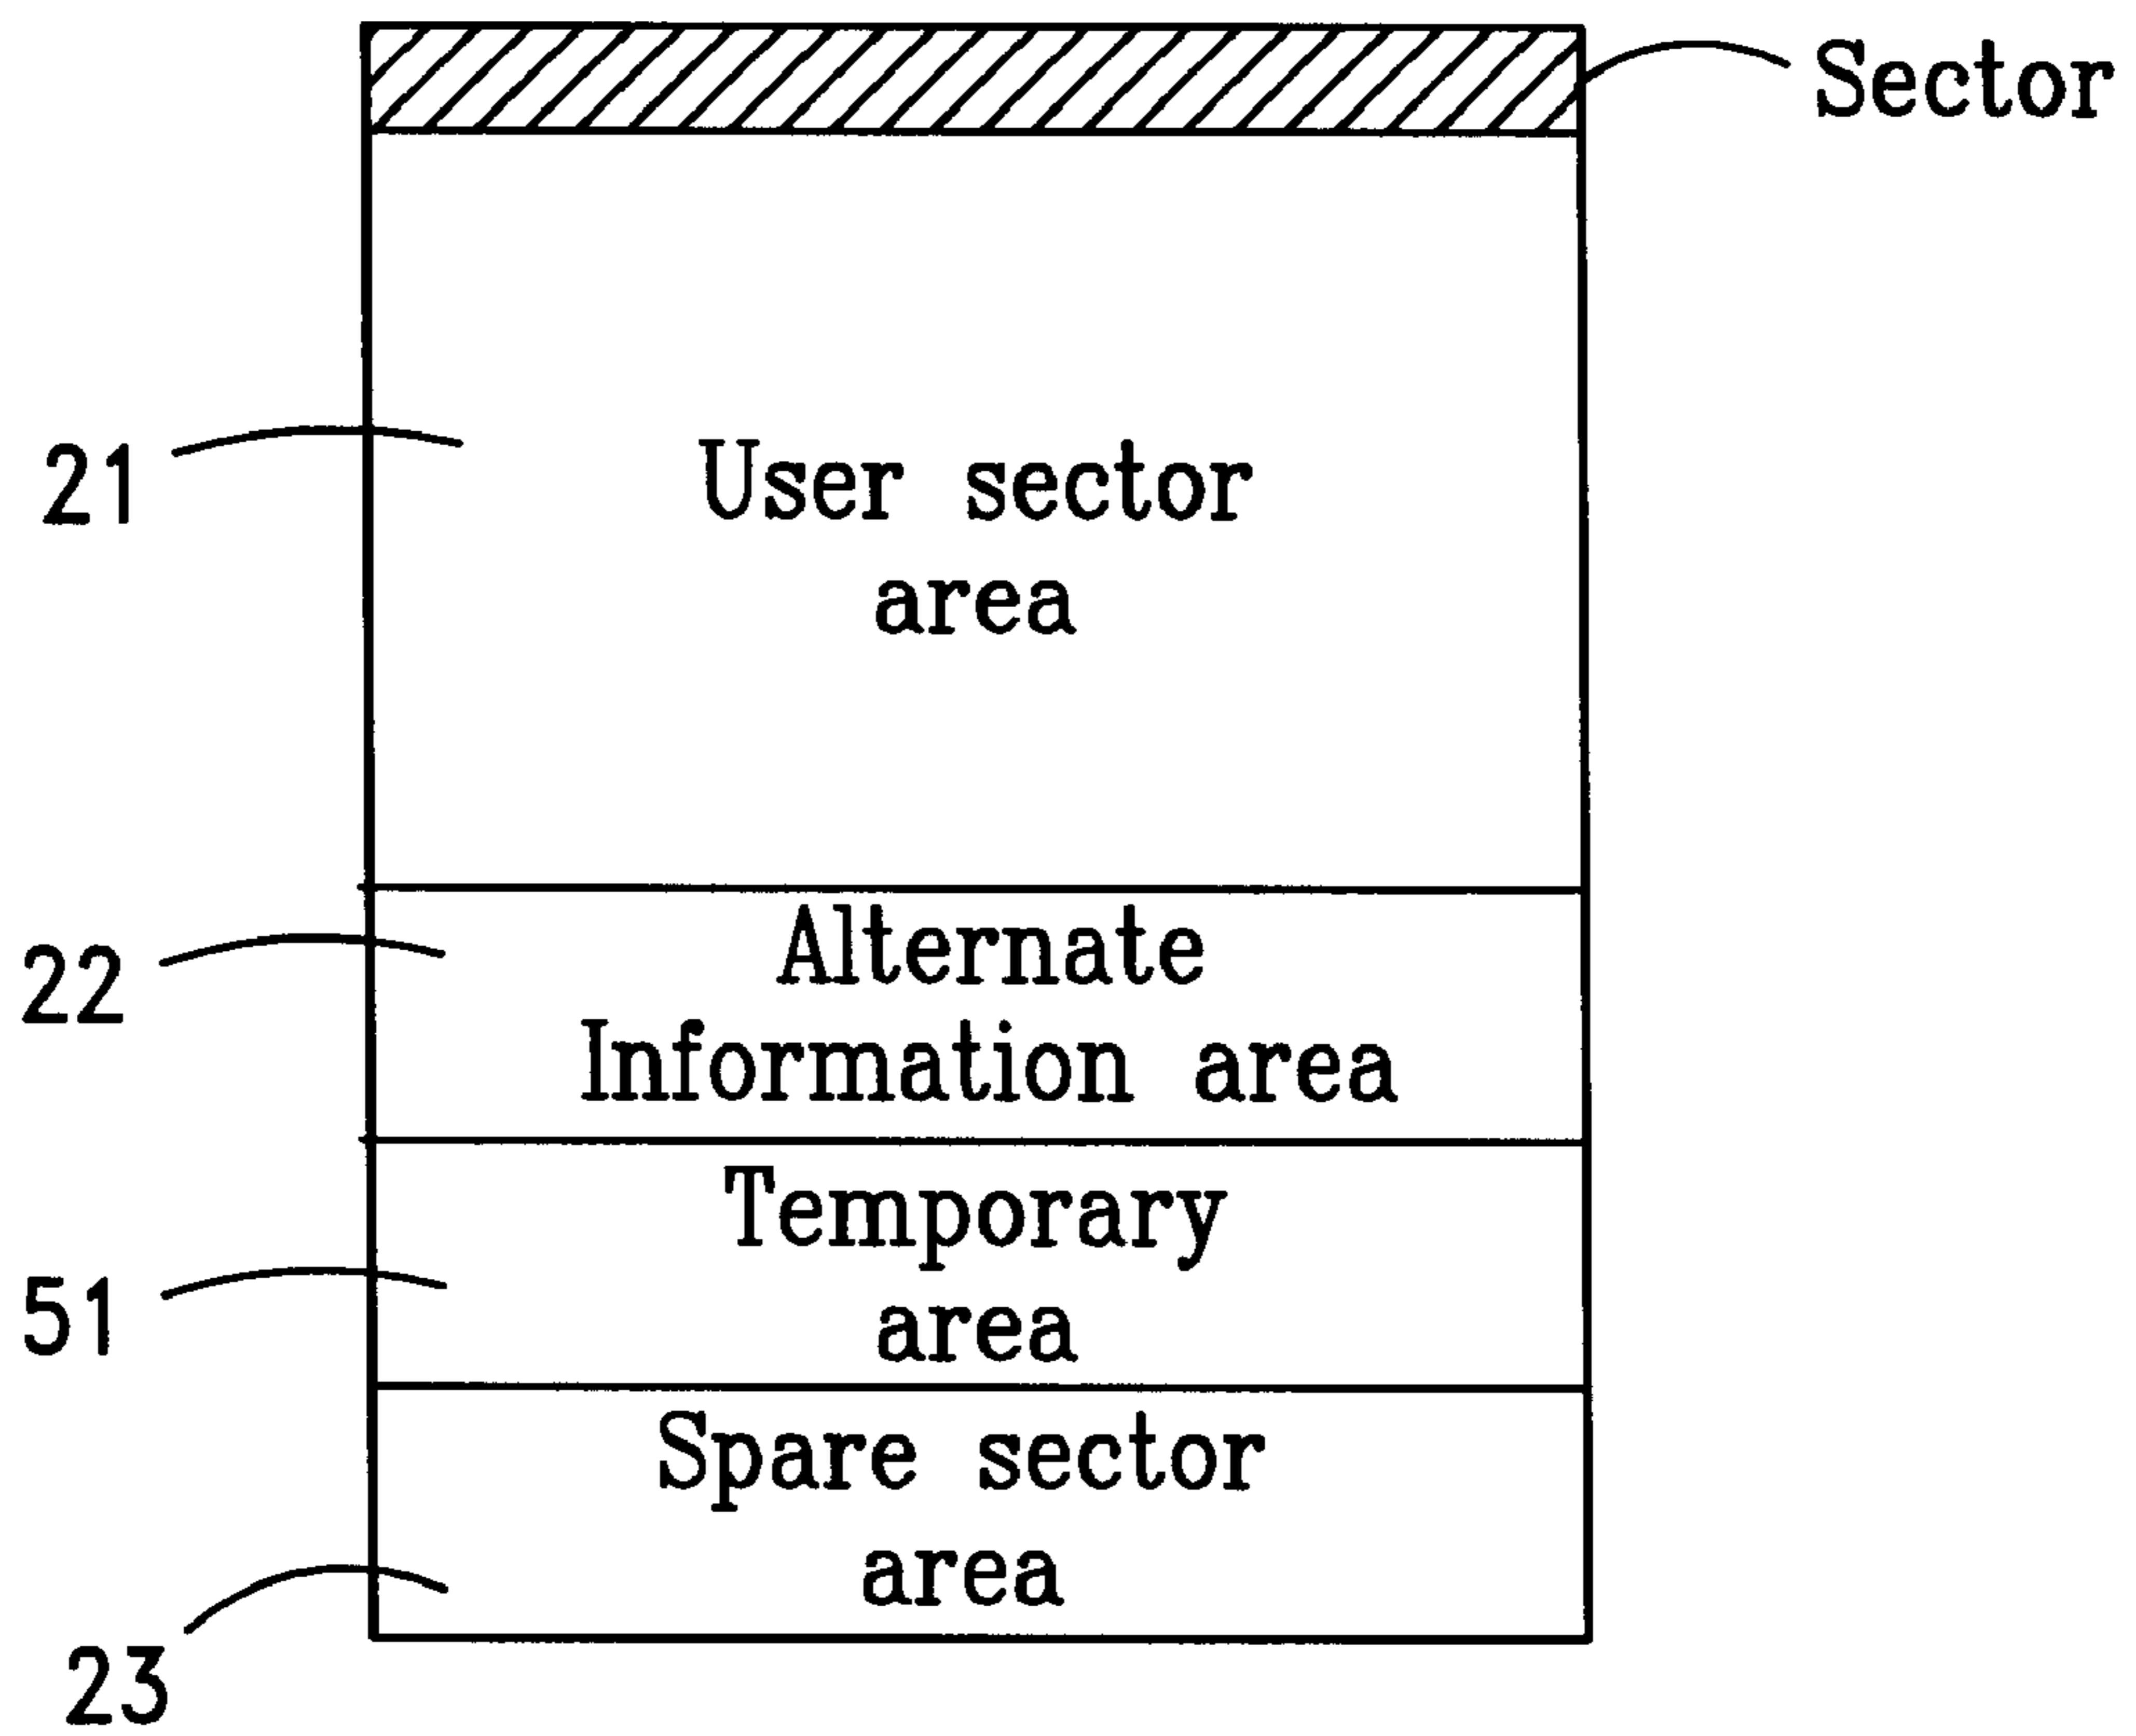 Sector
21
User sector
area
22
Alternate
Information area
51
Temporary
area
Spare sector
area
23